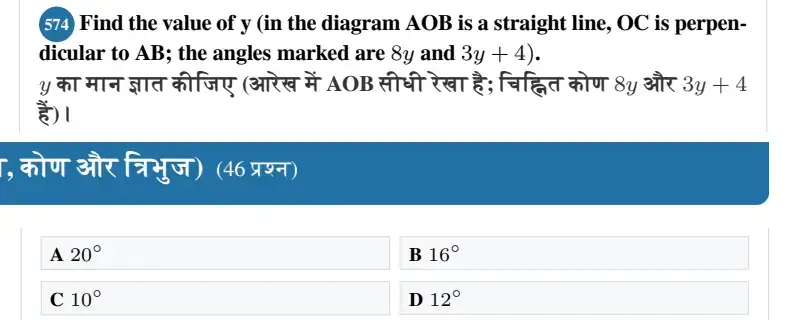 574 Find the value of y (in the diagram AOB is a straight line, OC is perpen-
dicular to AB; the angles marked are 8y and 3y + 4).
y का मान ज्ञात कीजिए (आरेख में AOB सीधी रेखा है; चिह्नित कोण 8y और 3y + 4
हैं)।
, कोण और त्रिभुज) (46 प्रश्न)
A 20° B 16°
C 10° D 12°